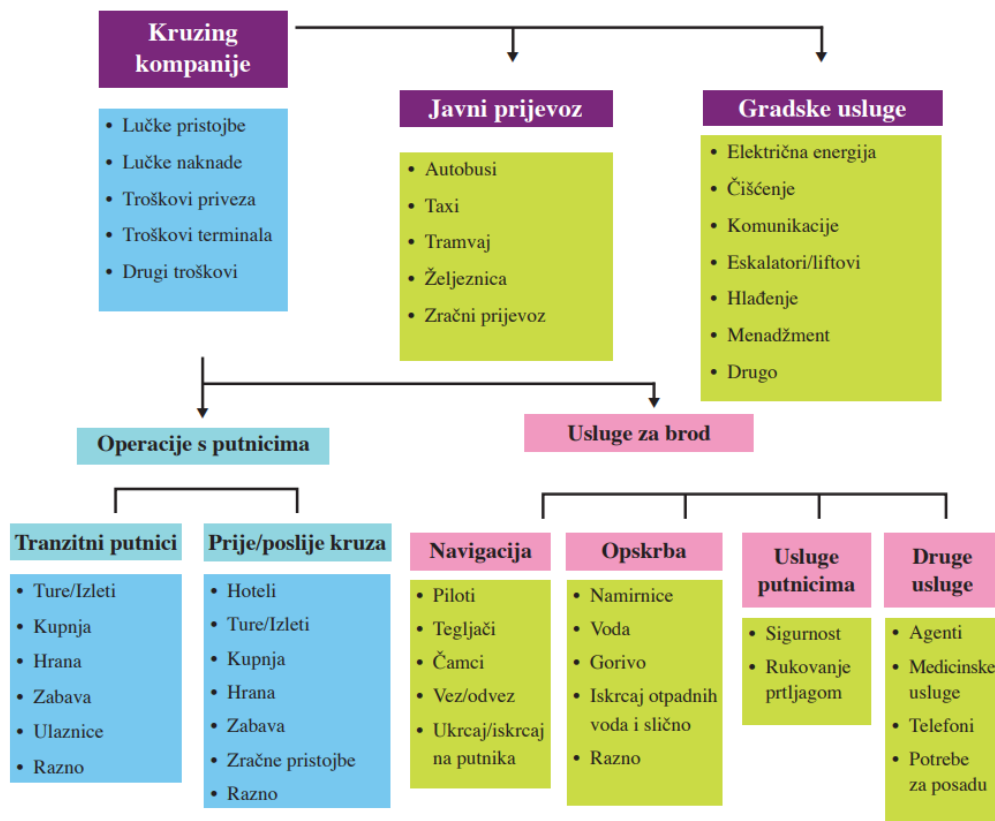 Kruzing
kompanije
• Lučke pristojbe
• Lučke naknade
• Troškovi priveza
• Troškovi terminala
• Drugi troškovi
Javni prijevoz
• Autobusi
• Taxi
• Tramvaj
• Željeznica
• Zračni prijevoz
Gradske usluge
• Električna energija
• Čišćenje
• Komunikacije
• Eskalatori/liftovi
• Hlađenje
• Menadžment
• Drugo
Operacije s putnicima
Usluge za brod
Tranzitni putnici
• Ture/Izleti
• Kupnja
• Hrana
• Zabava
• Ulaznice
• Razno
Prije/poslije kruza
• Hoteli
• Ture/Izleti
• Kupnja
• Hrana
• Zabava
• Zračne pristojbe
• Razno
Navigacija
• Piloti
• Tegljači
• Čamci
• Vez/odvez
• Ukrcaj/iskrcaj
na putnika
Opskrba
• Namirnice
• Voda
• Gorivo
• Iskrcaj otpadnih
voda i slično
• Razno
Usluge
putnicima
• Sigurnost
• Rukovanje
prtljagom
Druge
usluge
• Agenti
• Medicinske
usluge
• Telefoni
• Potrebe
za posadu